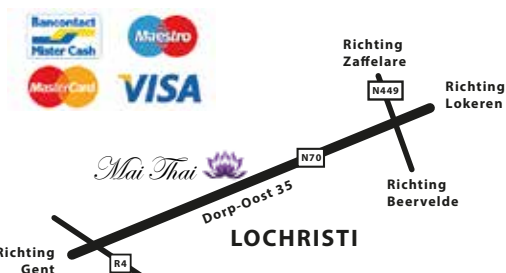 Bancontact
Mister Cash
Maestro
MasterCard
VISA
Richting
Zaffelare
N449
Richting
Lokeren
N70
Mai Thai
Dorp-Oost 35
Richting
Beervelde
LOCHRISTI
Richting
Gent
R4